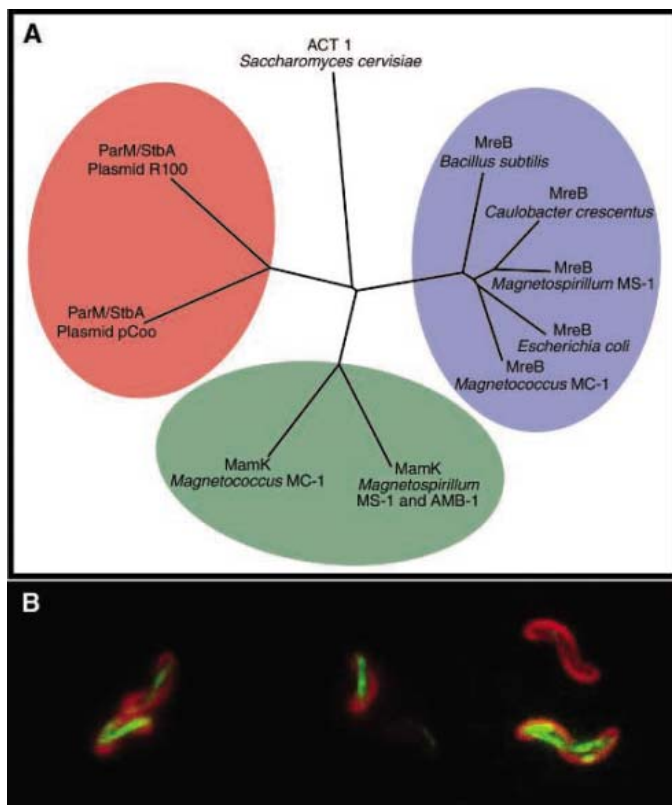 A
ACT 1
Saccharomyces cervisiae
ParM/StbA
Plasmid R100
ParM/StbA
Plasmid pCoo
MreB
Bacillus subtilis
MreB
Caulobacter crescentus
MreB
Magnetospirillum MS-1
MreB
Escherichia coli
MreB
Magnetococcus MC-1
MamK
Magnetococcus MC-1
MamK
Magnetospirillum
MS-1 and AMB-1
B